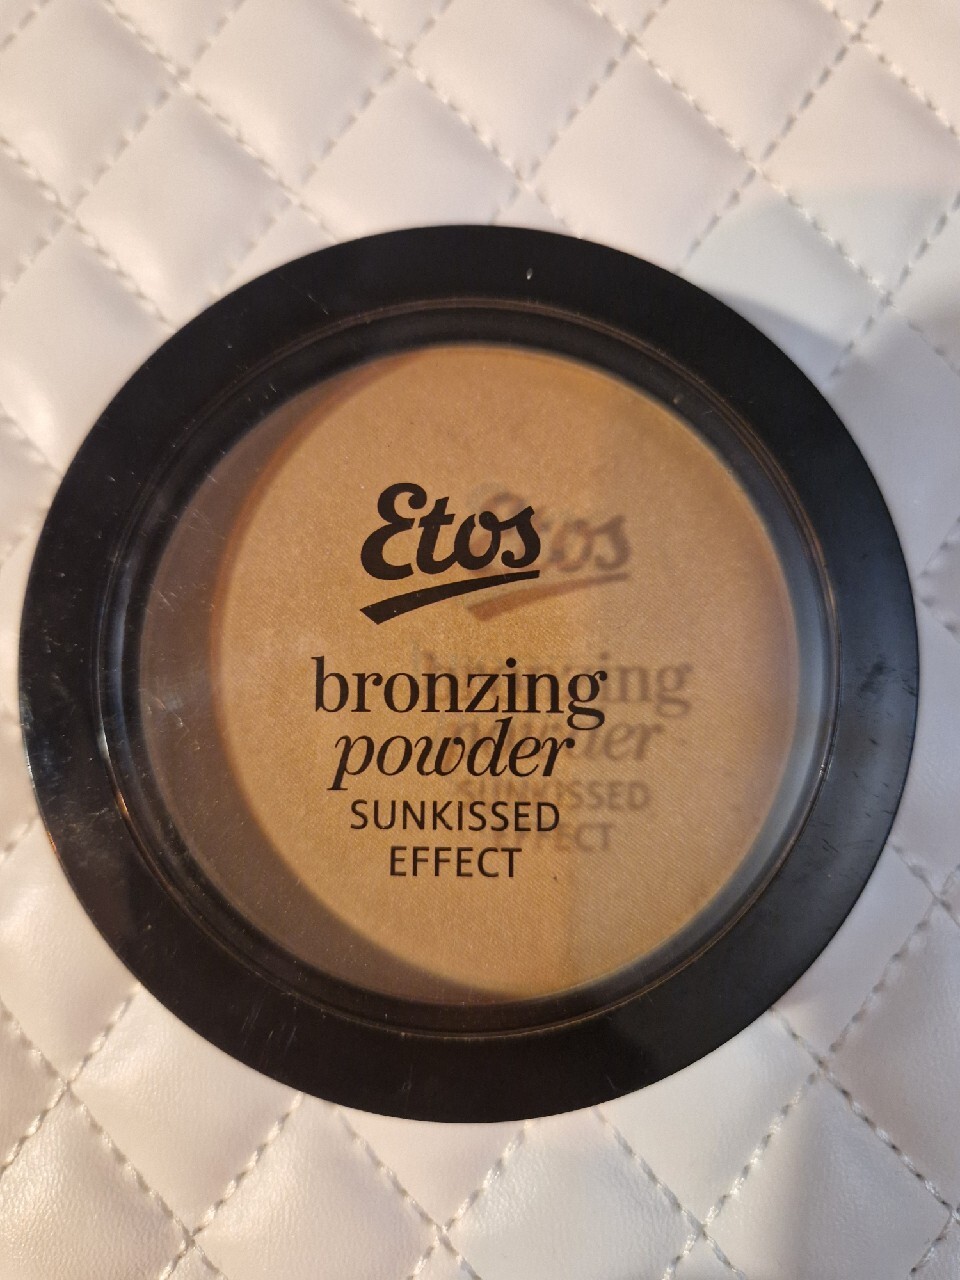 Etos
bronzing
powder
SUNKISSED
EFFECT